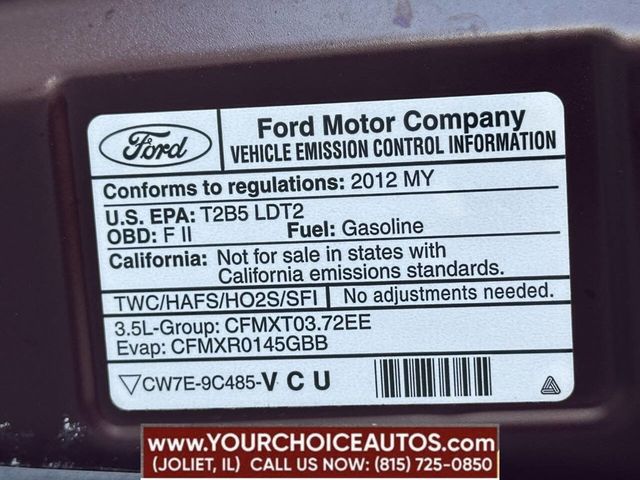 Ford
Ford Motor Company
VEHICLE EMISSION CONTROL INFORMATION
Conforms to regulations: 2012 MY
U.S. EPA: T2B5 LDT2
OBD: F II Fuel: Gasoline
California: Not for sale in states with
California emissions standards.
TWC/HAFS/HO2S/SFI No adjustments needed.
3.5L-Group: CFMXT03.72EE
Evap: CFMXR0145GBB
CW7E-9C485-V C U
WWW.YOURCHOICEAUTOS.COM
(JOLIET, IL) CALL US NOW: (815) 725-0850